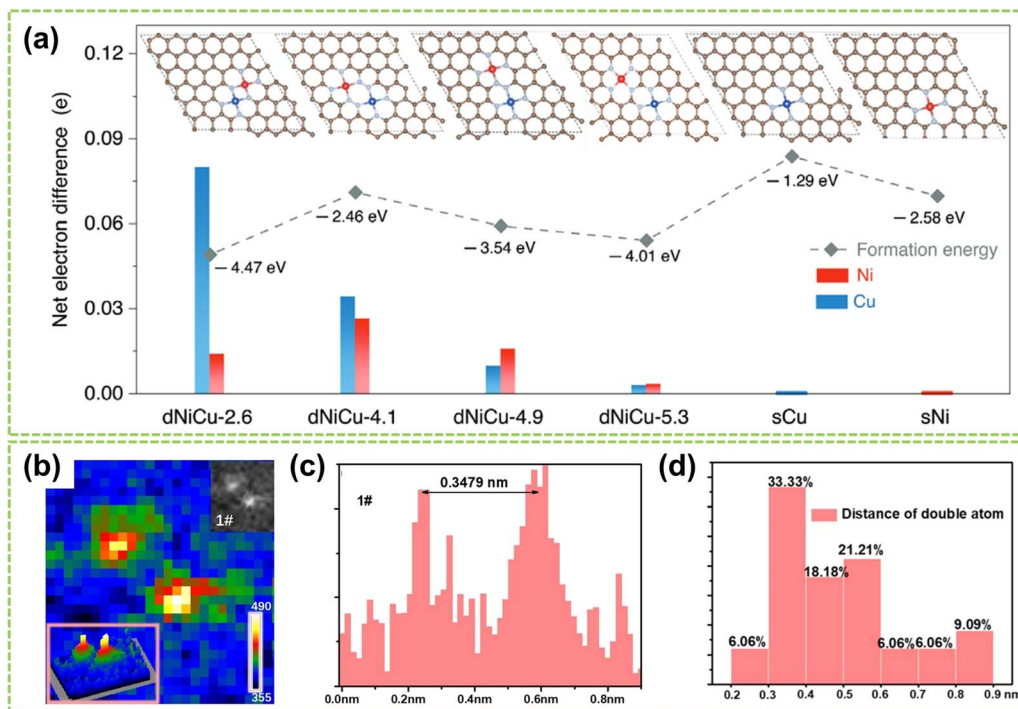 (a)
0.12
0.09
0.06
0.03
0.00
Net electron difference (e)
– 4.47 eV
– 2.46 eV
– 3.54 eV
– 4.01 eV
– 1.29 eV
– 2.58 eV
Formation energy
Ni
Cu
dNiCu-2.6 dNiCu-4.1 dNiCu-4.9 dNiCu-5.3 sCu sNi
(b)
1#
490
355
(c)
1#
0.3479 nm
0.0nm 0.2nm 0.4nm 0.6nm 0.8nm
(d)
Distance of double atom
6.06%
33.33%
18.18%
21.21%
6.06%
6.06%
9.09%
0.2 0.3 0.4 0.5 0.6 0.7 0.8 0.9 nm